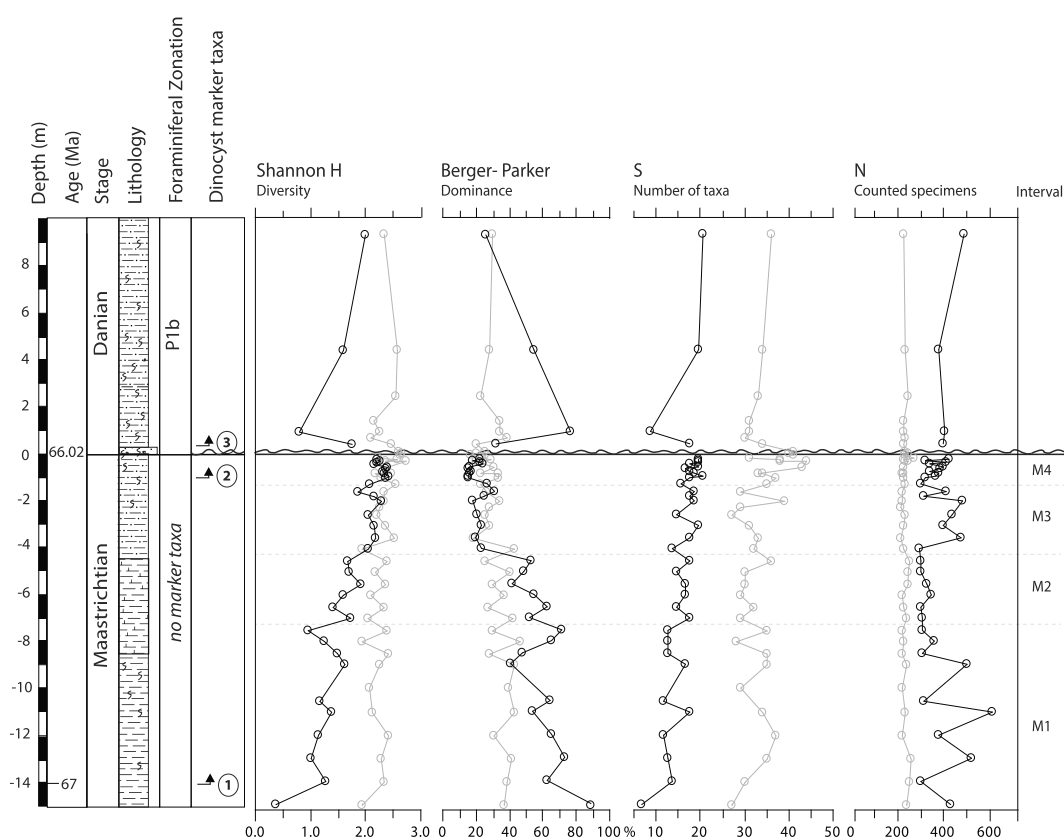 Depth (m)
Age (Ma)
Stage
Lithology
Foraminiferal Zonation
Dinocyst marker taxa
Shannon H
Diversity
Berger- Parker
Dominance
S
Number of taxa
N
Counted specimens
Interval
8
6
4
2
0
-2
-4
-6
-8
-10
-12
-14
66.02
67
Danian
Maastrichtian
P1b
no marker taxa
3
2
1
M4
M3
M2
M1
0.0 1.0 2.0 3.0
0 20 40 60 80 100
% 10 20 30 40 50
0 200 400 600